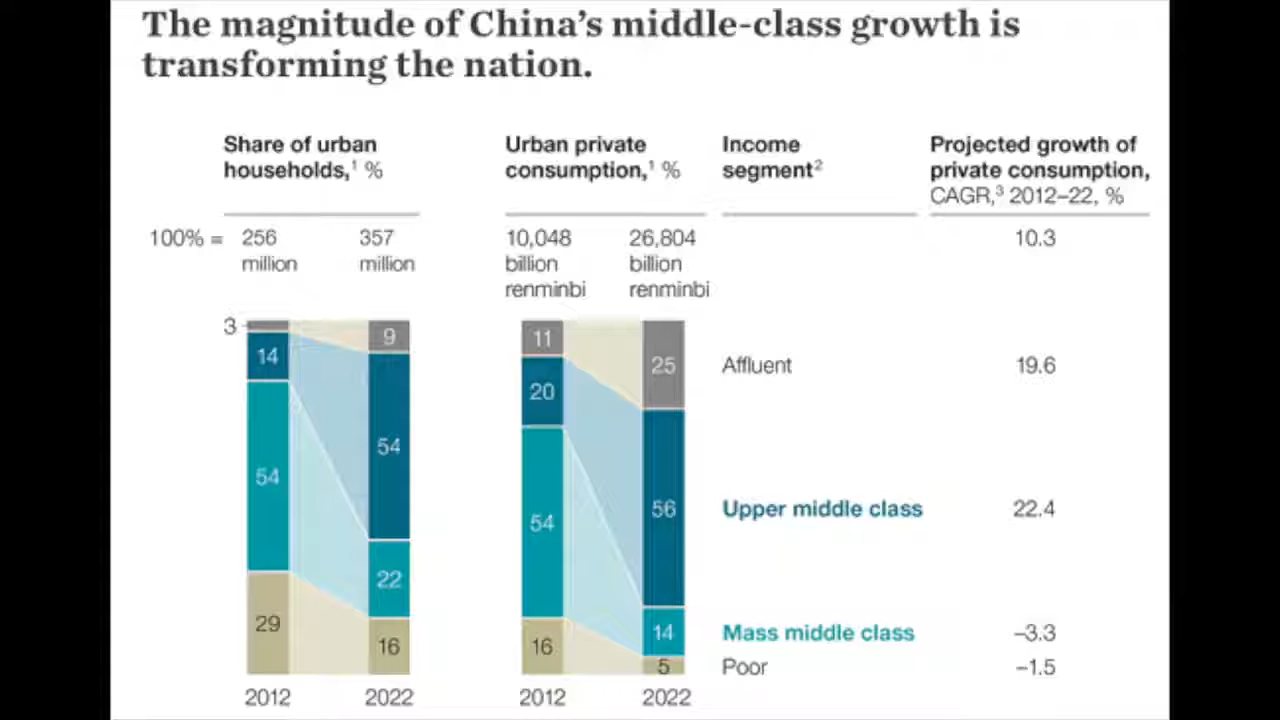 The magnitude of China’s middle-class growth is
transforming the nation.
Share of urban
households,¹ %
Urban private
consumption,¹ %
Income
segment²
Projected growth of
private consumption,
CAGR,³ 2012–22, %
100% =
256
million
357
million
10,048
billion
renminbi
26,804
billion
renminbi
10.3
3
14
54
29
2012
9
54
22
16
2022
11
20
54
16
2012
25
56
14
5
2022
Affluent
19.6
Upper middle class
22.4
Mass middle class
–3.3
Poor
–1.5